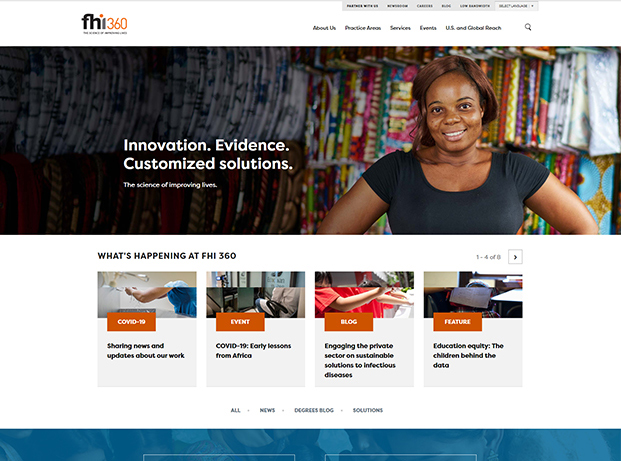 PARTNER WITH US NEWSROOM CAREERS BLOG LOW BANDWIDTH SELECT LANGUAGE
fhi360
THE SCIENCE OF IMPROVING LIVES
About Us Practice Areas Services Events U.S. and Global Reach
Innovation. Evidence.
Customized solutions.
The science of improving lives.
WHAT'S HAPPENING AT FHI 360
1 - 4 of 8
COVID-19
Sharing news and
updates about our work
EVENT
COVID-19: Early lessons
from Africa
BLOG
Engaging the private
sector on sustainable
solutions to infectious
diseases
FEATURE
Education equity: The
children behind the
data
ALL NEWS DEGREES BLOG SOLUTIONS